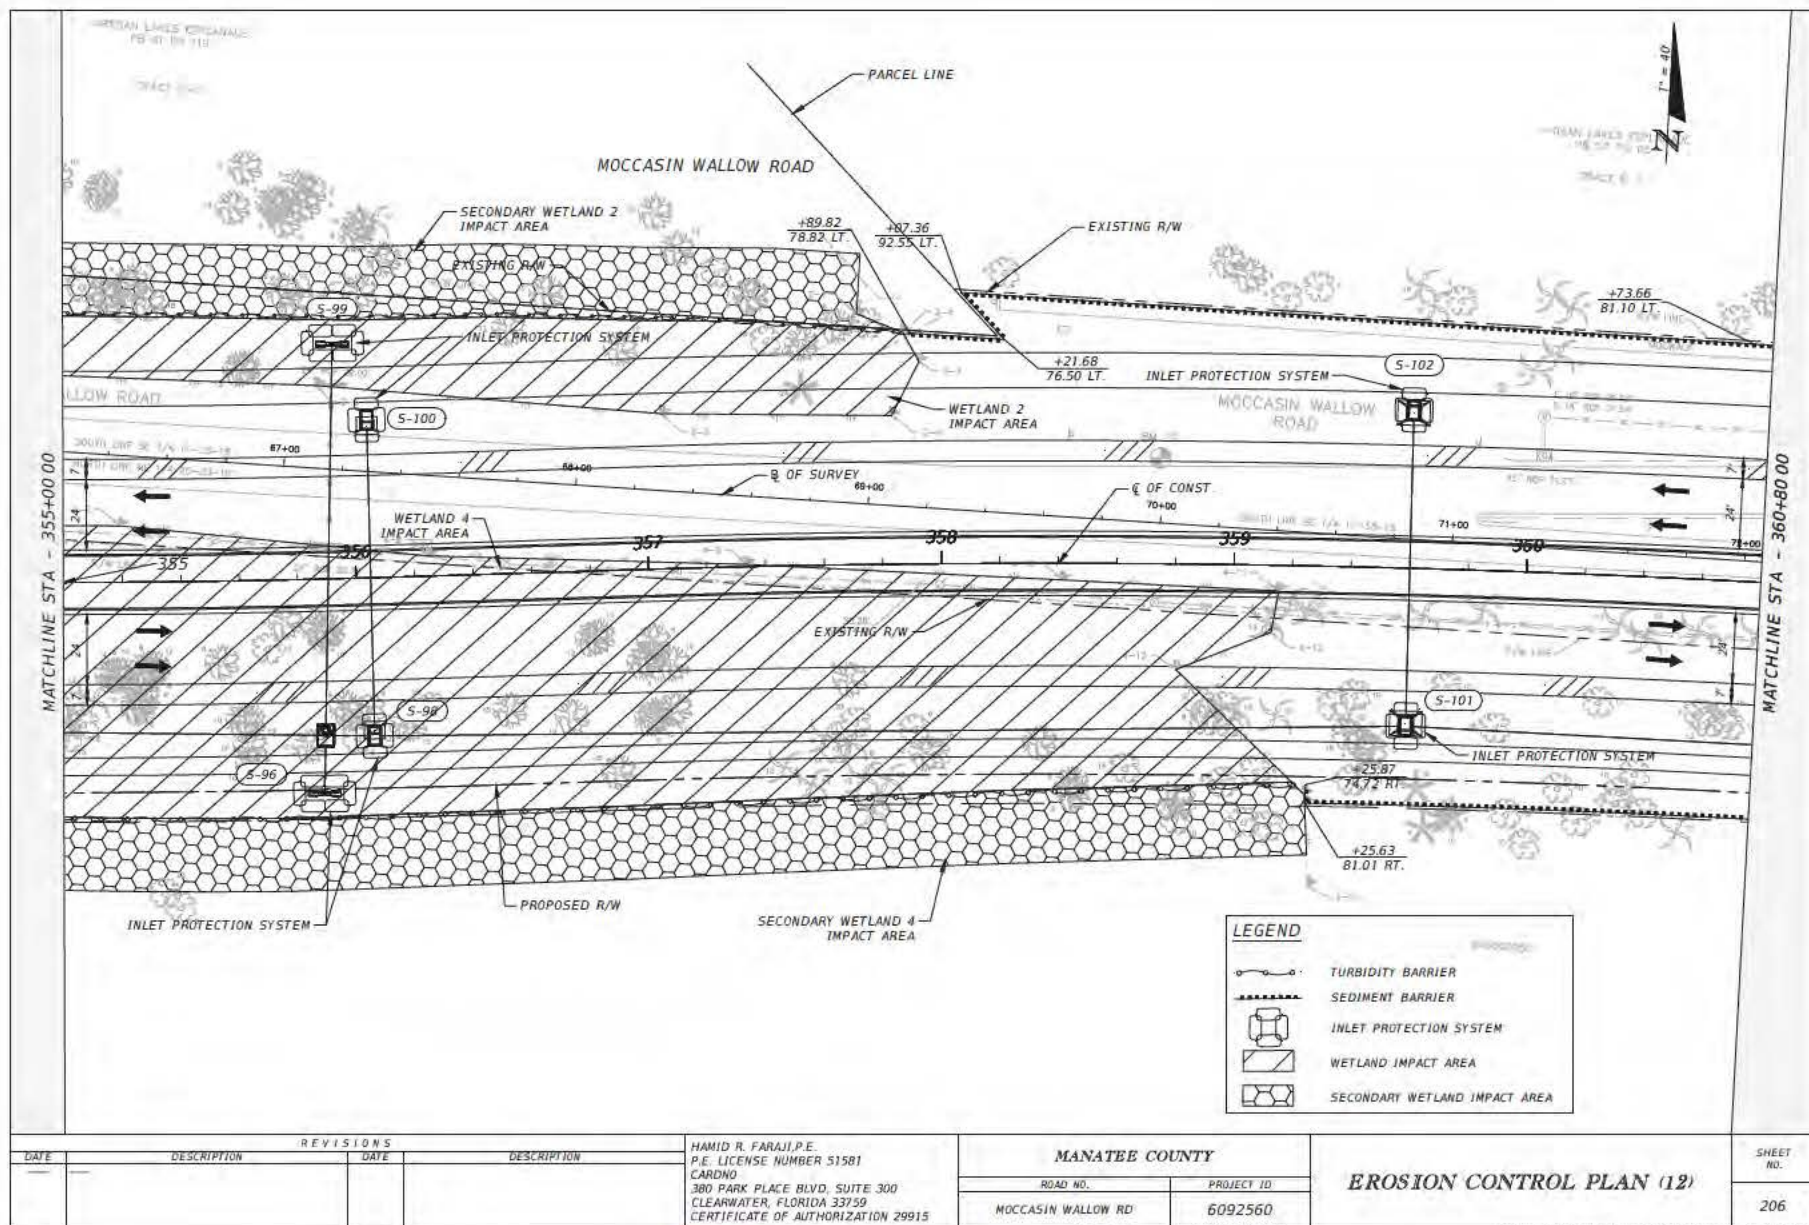 PARCEL LINE
1" = 40'
N
MOCCASIN WALLOW ROAD
SECONDARY WETLAND 2
IMPACT AREA
+89.82
78.82 LT.
+07.36
92.55 LT.
EXISTING R/W
EXISTING R/W
+73.66
81.10 LT.
S-99
INLET PROTECTION SYSTEM
+21.68
76.50 LT.
S-102
INLET PROTECTION SYSTEM
S-100
WETLAND 2
IMPACT AREA
MOCCASIN WALLOW
ROAD
LLOW ROAD
67+00
68+00
69+00
70+00
71+00
72+00
B OF SURVEY
C OF CONST.
7'
24'
7'
24'
WETLAND 4
IMPACT AREA
355
356
357
358
359
360
MATCHLINE STA - 355+00.00
MATCHLINE STA - 360+80.00
EXISTING R/W
24'
7'
24'
7'
S-98
S-101
S-96
INLET PROTECTION SYSTEM
+25.87
74.72 RT.
+25.63
81.01 RT.
PROPOSED R/W
INLET PROTECTION SYSTEM
SECONDARY WETLAND 4
IMPACT AREA
LEGEND
TURBIDITY BARRIER
SEDIMENT BARRIER
INLET PROTECTION SYSTEM
WETLAND IMPACT AREA
SECONDARY WETLAND IMPACT AREA
REVISIONS
DATE DESCRIPTION DATE DESCRIPTION
HAMID R. FARAJI,P.E.
P.E. LICENSE NUMBER 51581
CARDNO
380 PARK PLACE BLVD, SUITE 300
CLEARWATER, FLORIDA 33759
CERTIFICATE OF AUTHORIZATION 29915
MANATEE COUNTY
ROAD NO. PROJECT ID
MOCCASIN WALLOW RD 6092560
EROSION CONTROL PLAN (12)
SHEET
NO.
206